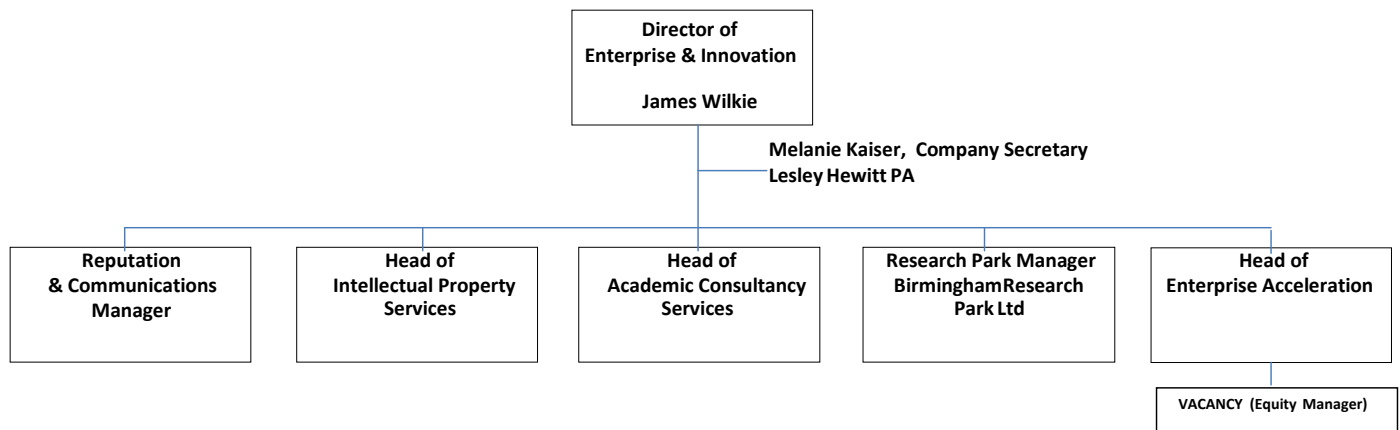 Director of
Enterprise & Innovation
James Wilkie
Melanie Kaiser, Company Secretary
Lesley Hewitt PA
Reputation
& Communications
Manager
Head of
Intellectual Property
Services
Head of
Academic Consultancy
Services
Research Park Manager
BirminghamResearch
Park Ltd
Head of
Enterprise Acceleration
VACANCY (Equity Manager)